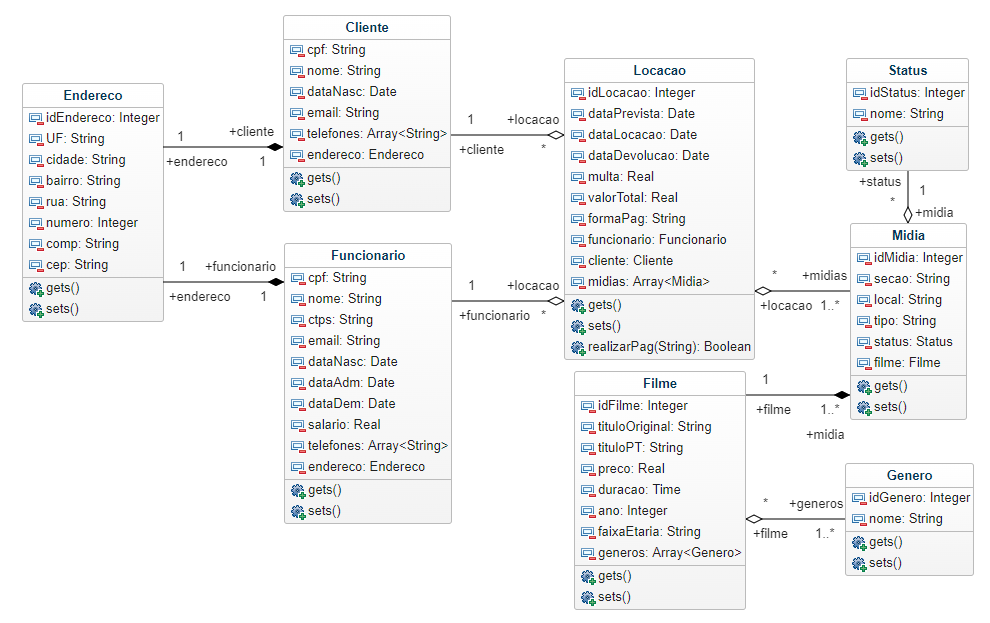 Endereco
idEndereco: Integer
UF: String
cidade: String
bairro: String
rua: String
numero: Integer
comp: String
cep: String
gets()
sets()
1
+cliente
+endereco
1
1
+funcionario
+endereco
1
Cliente
cpf: String
nome: String
dataNasc: Date
email: String
telefones: Array<String>
endereco: Endereco
gets()
sets()
Funcionario
cpf: String
nome: String
ctps: String
email: String
dataNasc: Date
dataAdm: Date
dataDem: Date
salario: Real
telefones: Array<String>
endereco: Endereco
gets()
sets()
1
+locacao
+cliente
*
1
+locacao
+funcionario
*
Locacao
idLocacao: Integer
dataPrevista: Date
dataLocacao: Date
dataDevolucao: Date
multa: Real
valorTotal: Real
formaPag: String
funcionario: Funcionario
cliente: Cliente
midias: Array<Midia>
gets()
sets()
realizarPag(String): Boolean
Filme
idFilme: Integer
tituloOriginal: String
tituloPT: String
preco: Real
duracao: Time
ano: Integer
faixaEtaria: String
generos: Array<Genero>
gets()
sets()
*
+midias
+locacao
1..*
1
+filme
1..*
+midia
*
+generos
+filme
1..*
Status
idStatus: Integer
nome: String
gets()
sets()
+status
1
*
+midia
Midia
idMidia: Integer
secao: String
local: String
tipo: String
status: Status
filme: Filme
gets()
sets()
Genero
idGenero: Integer
nome: String
gets()
sets()